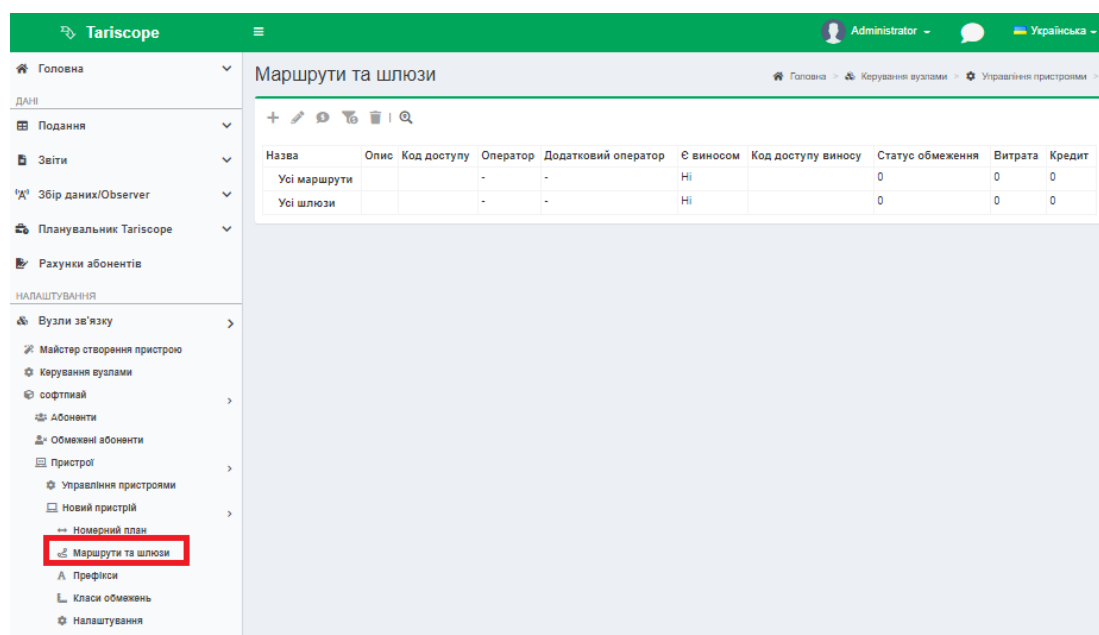 Tariscope
Administrator
Українська
Головна
ДАНІ
Подання
Звіти
Збір даних/Observer
Планувальник Tariscope
Рахунки абонентів
НАЛАШТУВАННЯ
Вузли зв'язку
Майстер створення пристрою
Керування вузлами
софтпиай
Абоненти
Обмежені абоненти
Пристрої
Управління пристроями
Новий пристрій
Номерний план
Маршрути та шлюзи
Префікси
Класи обмежень
Налаштування
Маршрути та шлюзи
Головна > Керування вузлами > Управління пристроями >
Назва Опис Код доступу Оператор Додатковий оператор Є виносом Код доступу виносу Статус обмеження Витрата Кредит
Усі маршрути - - Ні 0 0 0
Усі шлюзи - - Ні 0 0 0